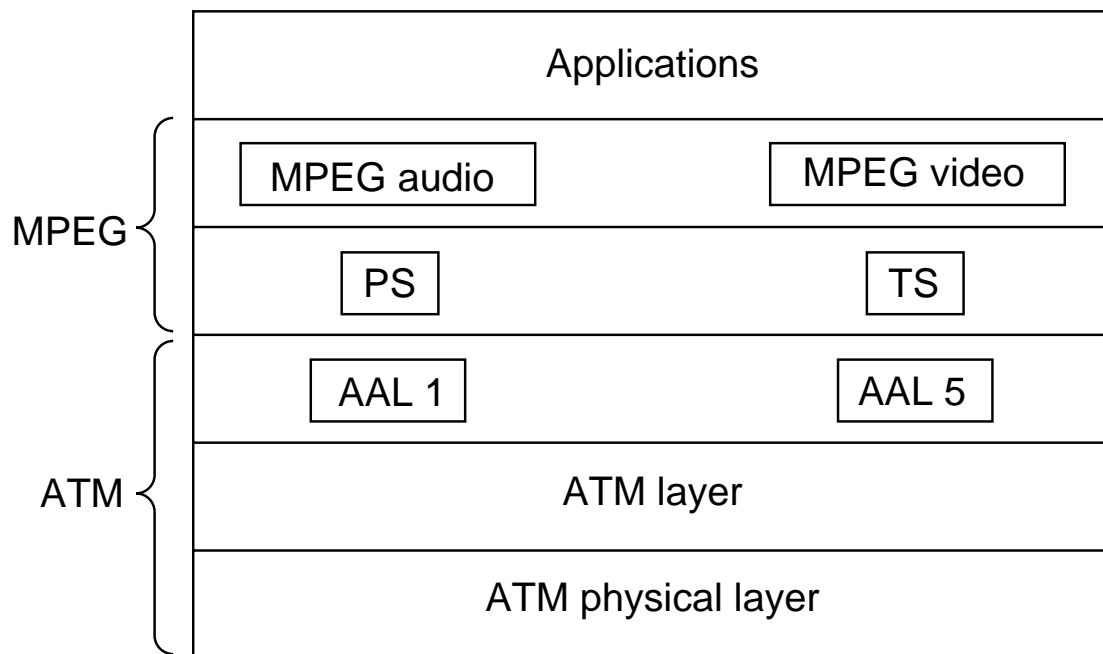 Applications
MPEG audio
MPEG video
MPEG
PS
TS
AAL 1
AAL 5
ATM
ATM layer
ATM physical layer